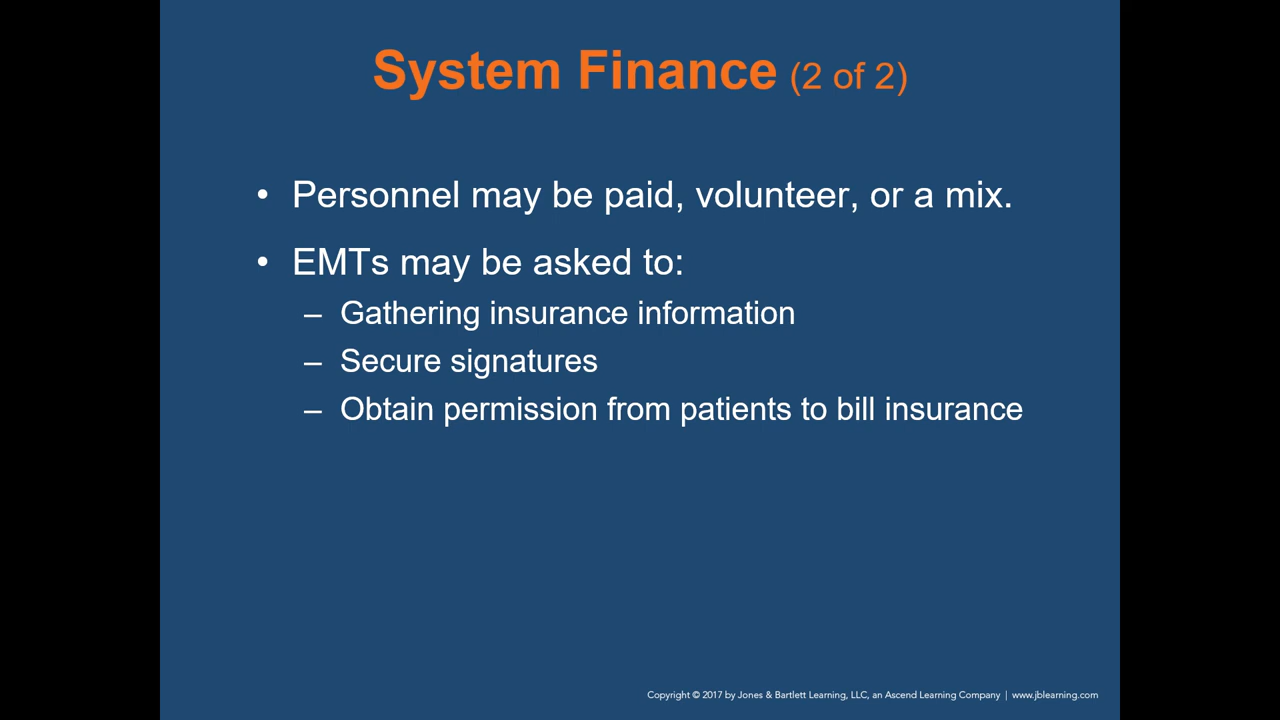 System Finance (2 of 2)
• Personnel may be paid, volunteer, or a mix.
• EMTs may be asked to:
– Gathering insurance information
– Secure signatures
– Obtain permission from patients to bill insurance
Copyright © 2017 by Jones & Bartlett Learning, LLC, an Ascend Learning Company | www.jblearning.com